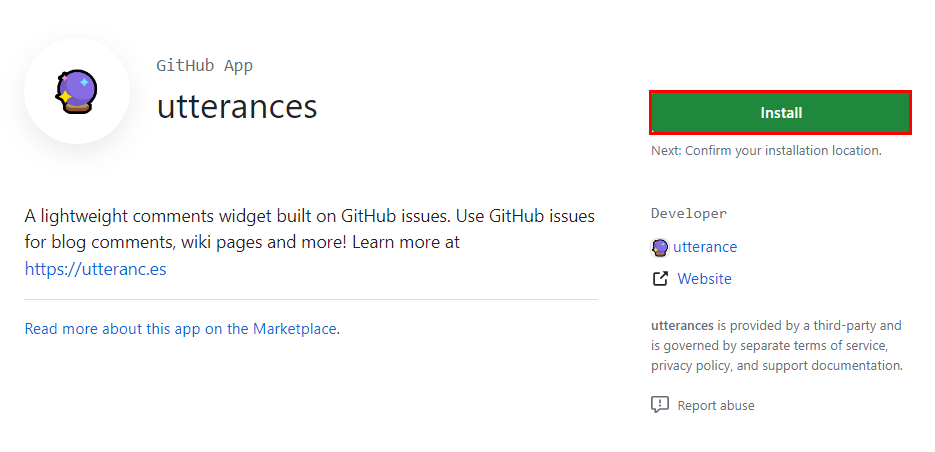 GitHub App
utterances
Install
Next: Confirm your installation location.
A lightweight comments widget built on GitHub issues. Use GitHub issues
for blog comments, wiki pages and more! Learn more at
https://utteranc.es
Read more about this app on the Marketplace.
Developer
utterance
Website
utterances is provided by a third-party and
is governed by separate terms of service,
privacy policy, and support documentation.
Report abuse